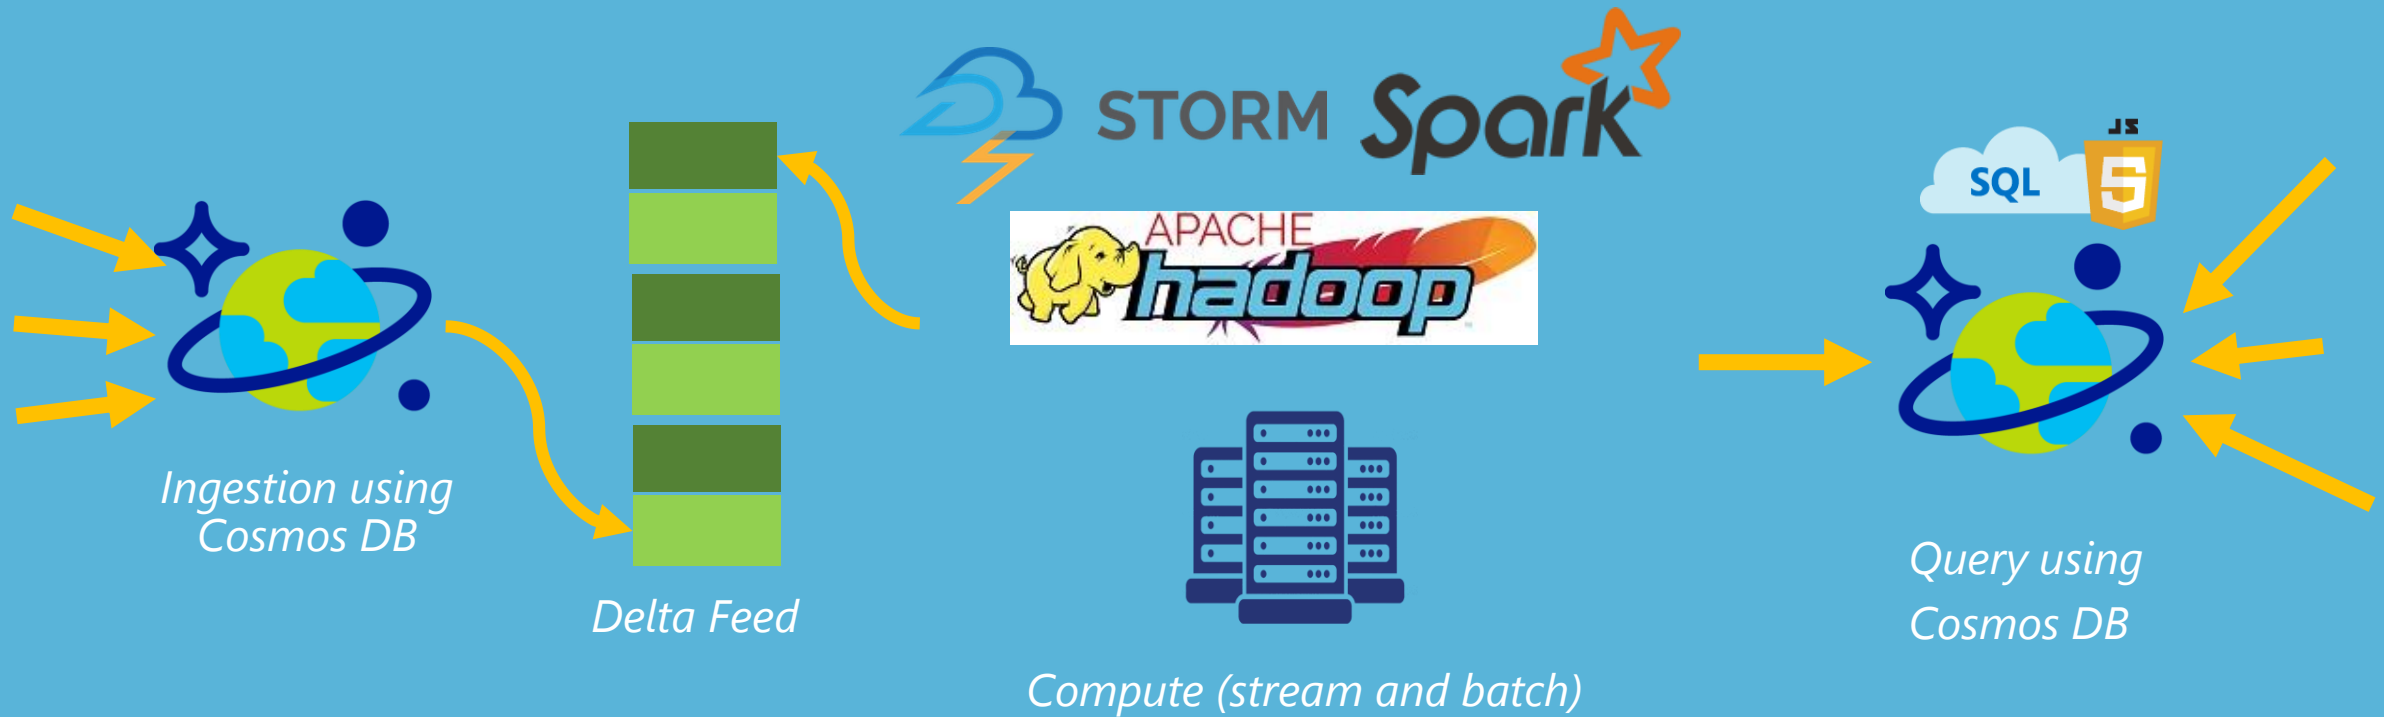 STORM
Spark
APACHE
hadoop
JS
SQL
5
Ingestion using
Cosmos DB
Delta Feed
Compute (stream and batch)
Query using
Cosmos DB